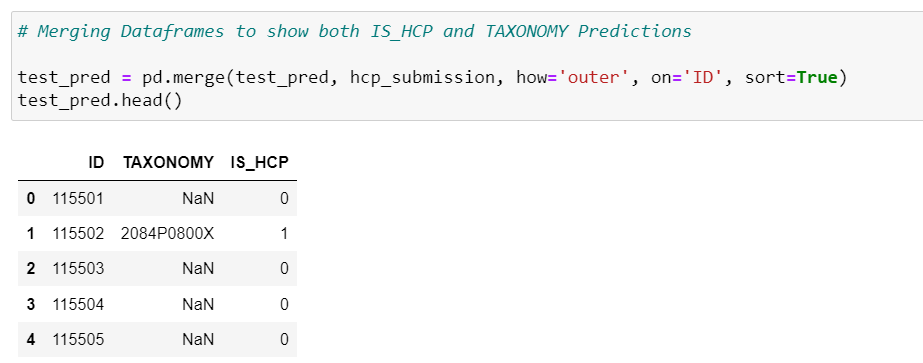 # Merging Dataframes to show both IS_HCP and TAXONOMY Predictions
test_pred = pd.merge(test_pred, hcp_submission, how='outer', on='ID', sort=True)
test_pred.head()
ID TAXONOMY IS_HCP
0 115501 NaN 0
1 115502 2084P0800X 1
2 115503 NaN 0
3 115504 NaN 0
4 115505 NaN 0